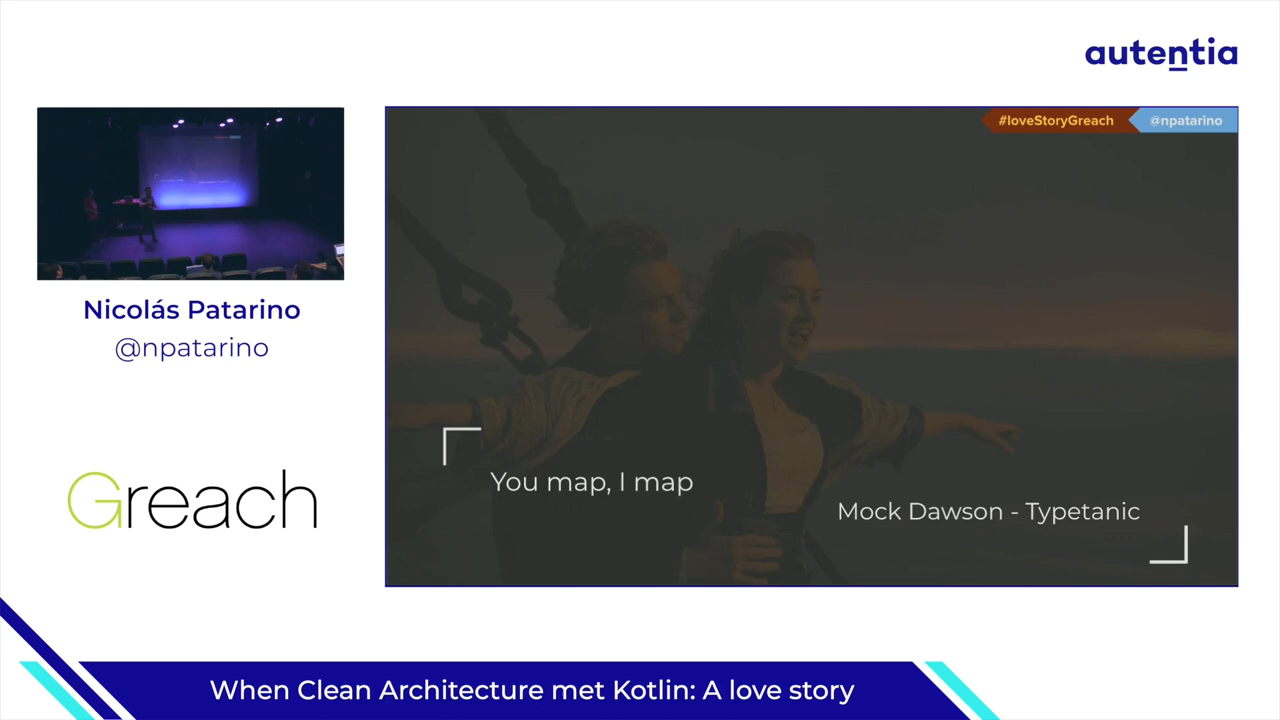 autentia
#loveStoryGreach
@npatarino
Nicolás Patarino
@npatarino
You map, I map
Mock Dawson - Typetanic
Greach
When Clean Architecture met Kotlin: A love story